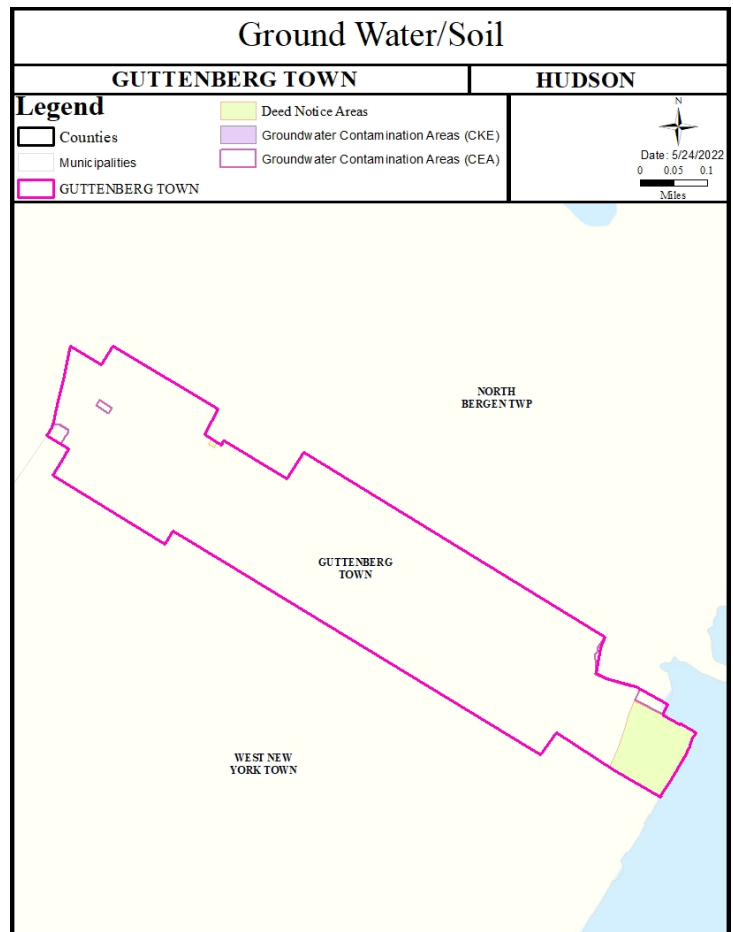 Ground Water/Soil
GUTTENBERG TOWN
HUDSON
Legend
Counties
Municipalities
GUTTENBERG TOWN
Deed Notice Areas
Groundwater Contamination Areas (CKE)
Groundwater Contamination Areas (CEA)
N
Date: 5/24/2022
0 0.05 0.1
Miles
NORTH
BERGEN TWP
GUTTENBERG
TOWN
WEST NEW
YORK TOWN